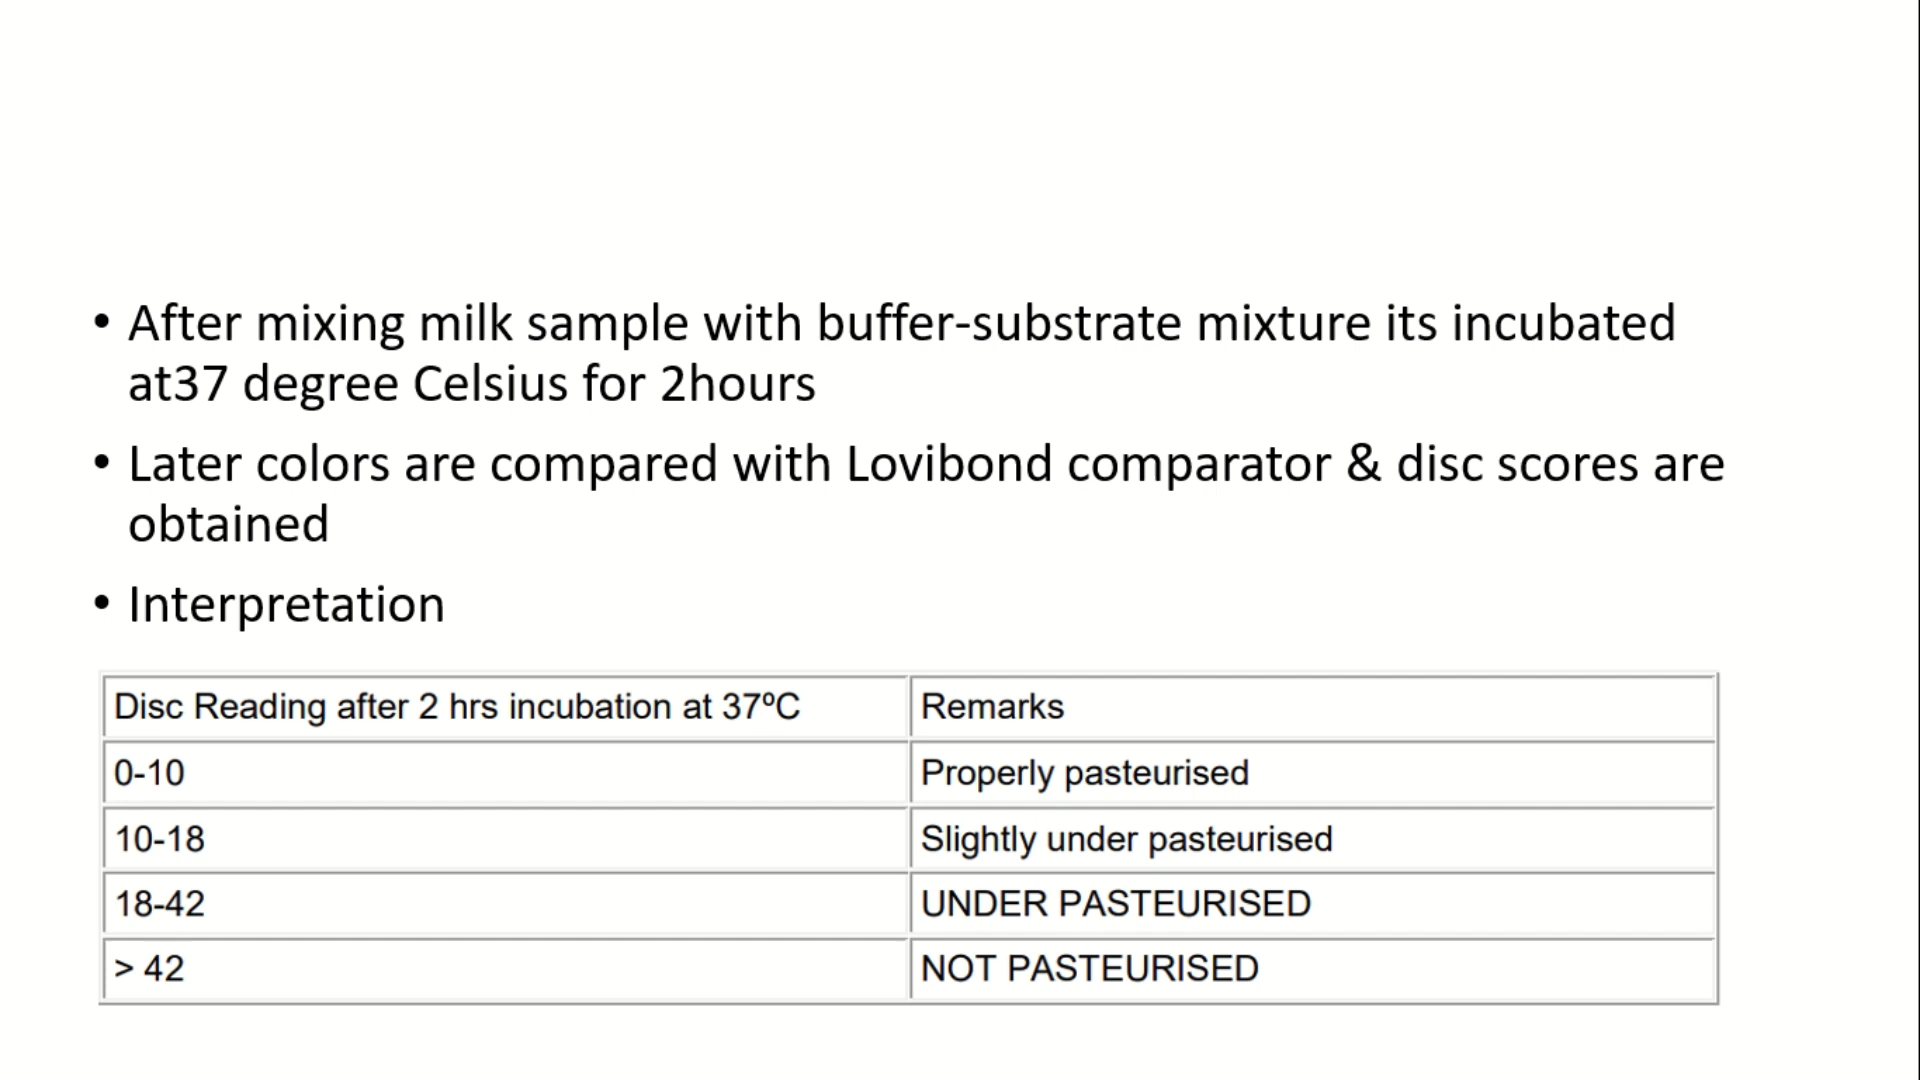 • After mixing milk sample with buffer-substrate mixture its incubated
at37 degree Celsius for 2hours
• Later colors are compared with Lovibond comparator & disc scores are
obtained
• Interpretation
Disc Reading after 2 hrs incubation at 37ºC Remarks
0-10 Properly pasteurised
10-18 Slightly under pasteurised
18-42 UNDER PASTEURISED
> 42 NOT PASTEURISED